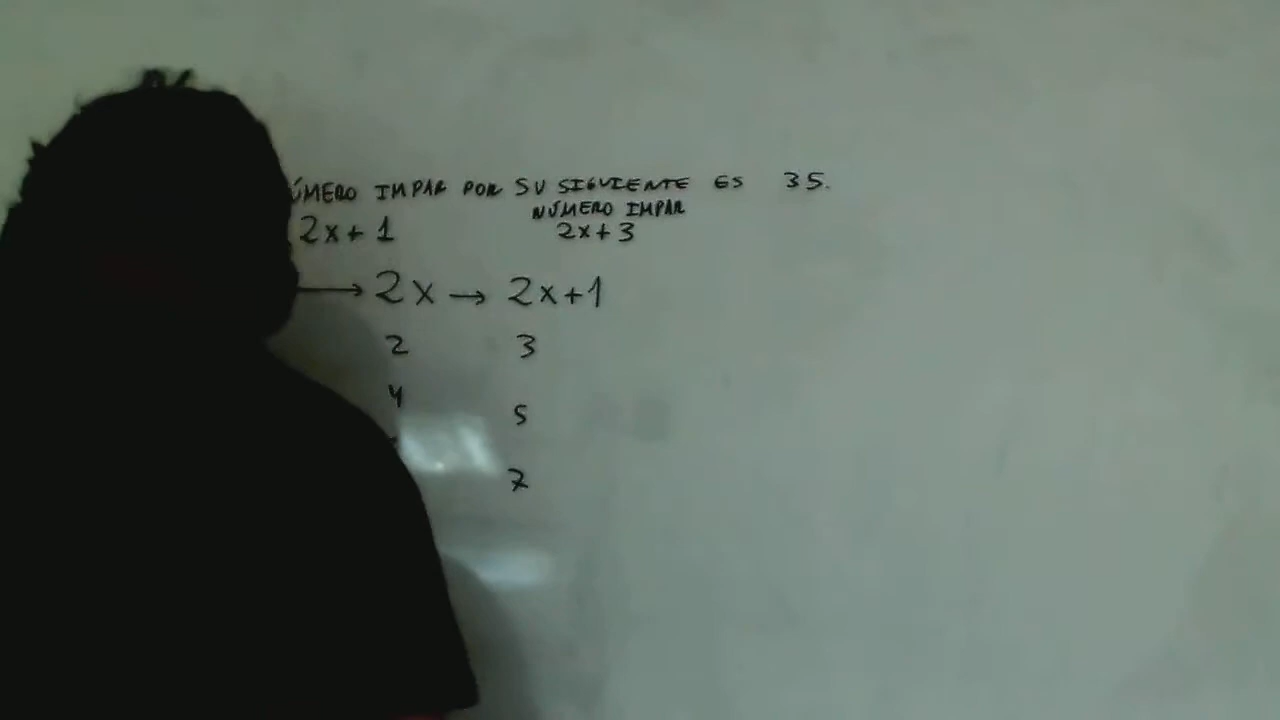 ÚMERO IMPAR POR SU SIGUIENTE ES 35.
NÚMERO IMPAR
2x+1 2x+3
→ 2x → 2x+1
2 3
4
5
7